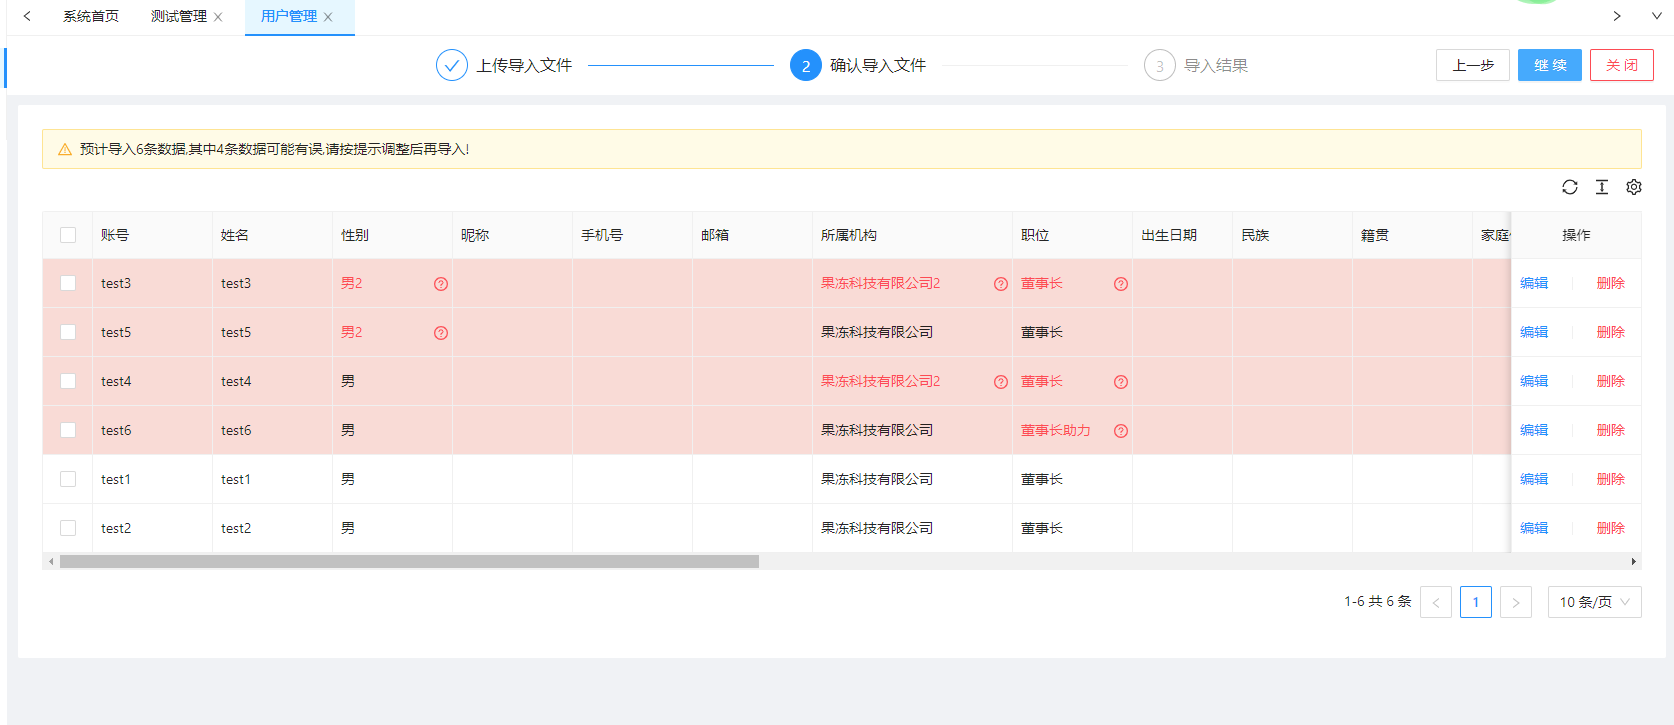 系统首页 测试管理 用户管理
上传导入文件 2 确认导入文件 3 导入结果 上一步 继 续 关 闭
预计导入6条数据,其中4条数据可能有误,请按提示调整后再导入!
账号 姓名 性别 昵称 手机号 邮箱 所属机构 职位 出生日期 民族 籍贯 家庭 操作
test3 test3 男2 果冻科技有限公司2 董事长 编辑 删除
test5 test5 男2 果冻科技有限公司 董事长 编辑 删除
test4 test4 男 果冻科技有限公司2 董事长 编辑 删除
test6 test6 男 果冻科技有限公司 董事长助力 编辑 删除
test1 test1 男 果冻科技有限公司 董事长 编辑 删除
test2 test2 男 果冻科技有限公司 董事长 编辑 删除
1-6 共 6 条 1 10 条/页